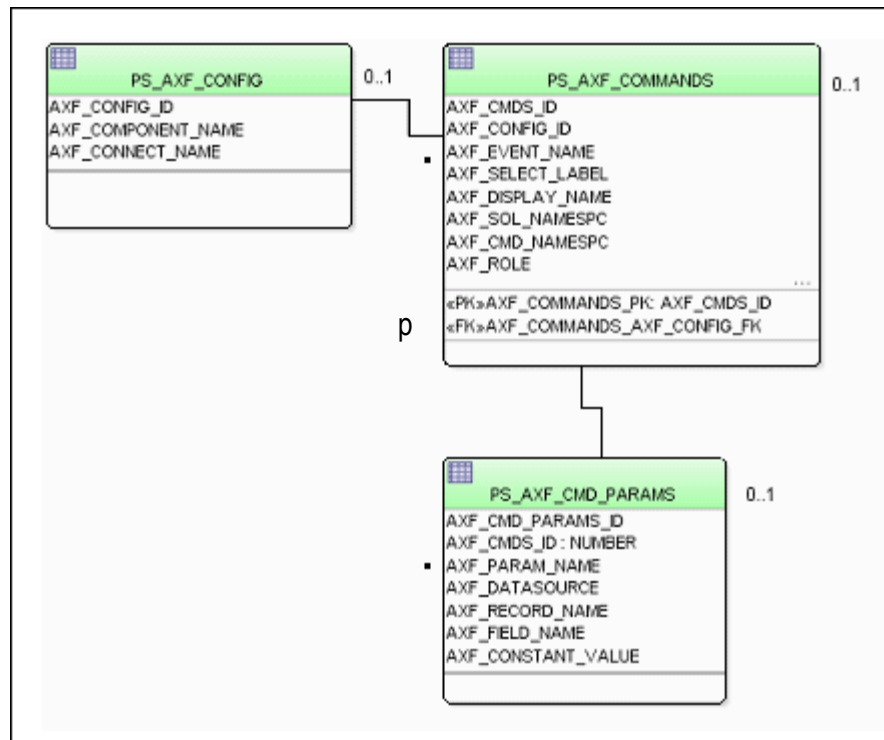 PS_AXF_CONFIG
0..1
AXF_CONFIG_ID
AXF_COMPONENT_NAME
AXF_CONNECT_NAME
PS_AXF_COMMANDS
0..1
AXF_CMDS_ID
AXF_CONFIG_ID
AXF_EVENT_NAME
AXF_SELECT_LABEL
AXF_DISPLAY_NAME
AXF_SOL_NAMESPC
AXF_CMD_NAMESPC
AXF_ROLE
...
«PK»AXF_COMMANDS_PK: AXF_CMDS_ID
«FK»AXF_COMMANDS_AXF_CONFIG_FK
p
PS_AXF_CMD_PARAMS
0..1
AXF_CMD_PARAMS_ID
AXF_CMDS_ID : NUMBER
AXF_PARAM_NAME
AXF_DATASOURCE
AXF_RECORD_NAME
AXF_FIELD_NAME
AXF_CONSTANT_VALUE